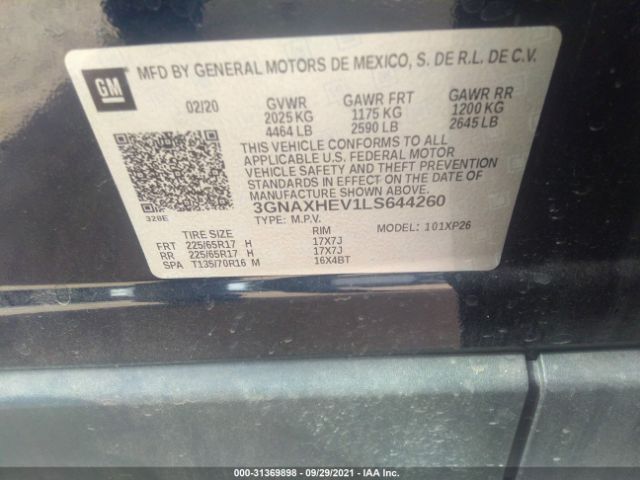 GM
MFD BY GENERAL MOTORS DE MEXICO, S. DE R.L. DE C.V.
02/20 GVWR GAWR FRT GAWR RR
2025 KG 1175 KG 1200 KG
4464 LB 2590 LB 2645 LB
THIS VEHICLE CONFORMS TO ALL
APPLICABLE U.S. FEDERAL MOTOR
VEHICLE SAFETY AND THEFT PREVENTION
STANDARDS IN EFFECT ON THE DATE OF
MANUFACTURE SHOWN ABOVE.
3GNAXHEV1LS644260
TYPE: M.P.V. MODEL: 101XP26
328E
TIRE SIZE RIM
FRT 225/65R17 H 17X7J
RR 225/65R17 H 17X7J
SPA T135/70R16 M 16X4BT
000-31369898 - 09/29/2021 - IAA Inc.